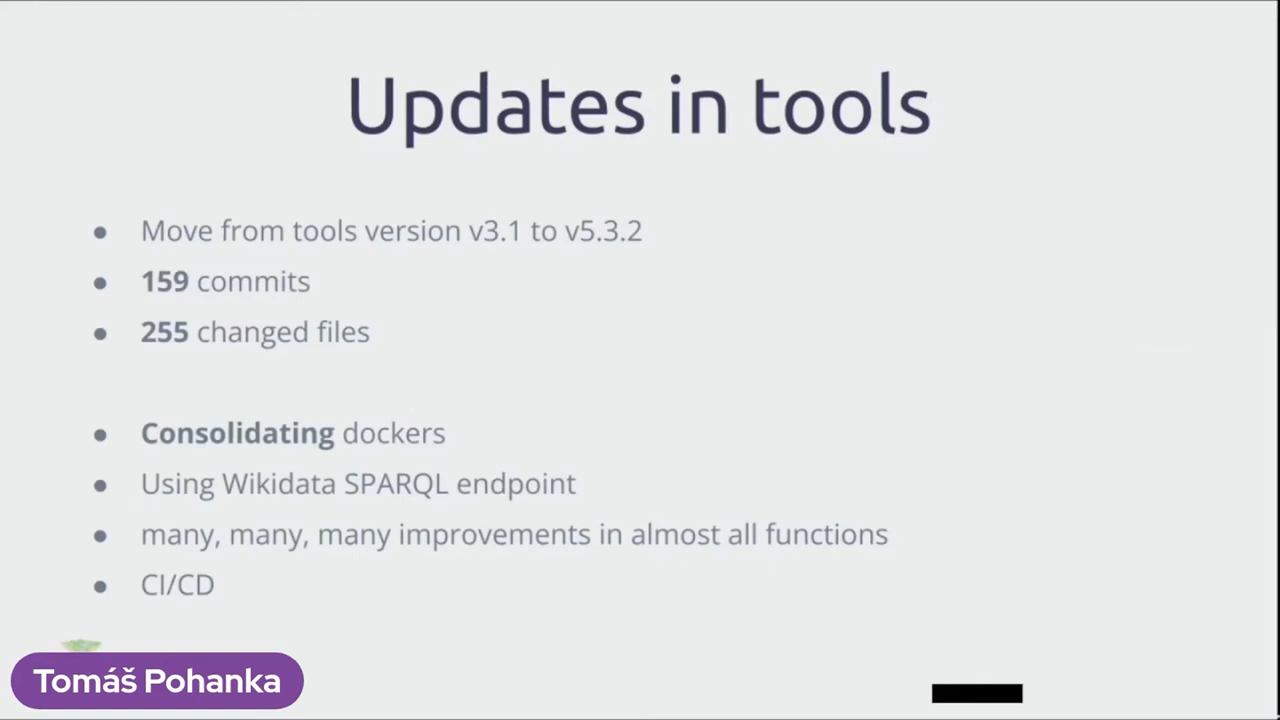 Updates in tools
● Move from tools version v3.1 to v5.3.2
● 159 commits
● 255 changed files
● Consolidating dockers
● Using Wikidata SPARQL endpoint
● many, many, many improvements in almost all functions
● CI/CD
Tomáš Pohanka